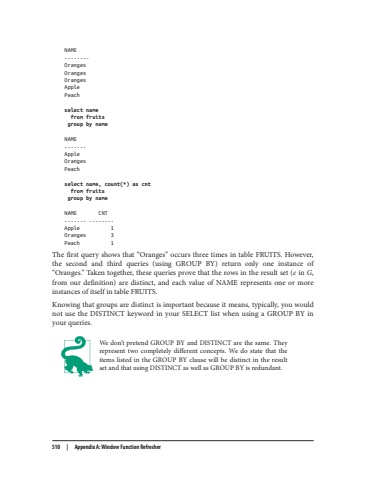 NAME
--------
Oranges
Oranges
Oranges
Apple
Peach
select name
from fruits
group by name
NAME
-------
Apple
Oranges
Peach
select name, count(*) as cnt
from fruits
group by name
NAME CNT
------- --------
Apple 1
Oranges 3
Peach 1
The first query shows that “Oranges” occurs three times in table FRUITS. However,
the second and third queries (using GROUP BY) return only one instance of
“Oranges.” Taken together, these queries prove that the rows in the result set (e in G,
from our definition) are distinct, and each value of NAME represents one or more
instances of itself in table FRUITS.
Knowing that groups are distinct is important because it means, typically, you would
not use the DISTINCT keyword in your SELECT list when using a GROUP BY in
your queries.
We don’t pretend GROUP BY and DISTINCT are the same. They
represent two completely different concepts. We do state that the
items listed in the GROUP BY clause will be distinct in the result
set and that using DISTINCT as well as GROUP BY is redundant.
510 | Appendix A: Window Function Refresher